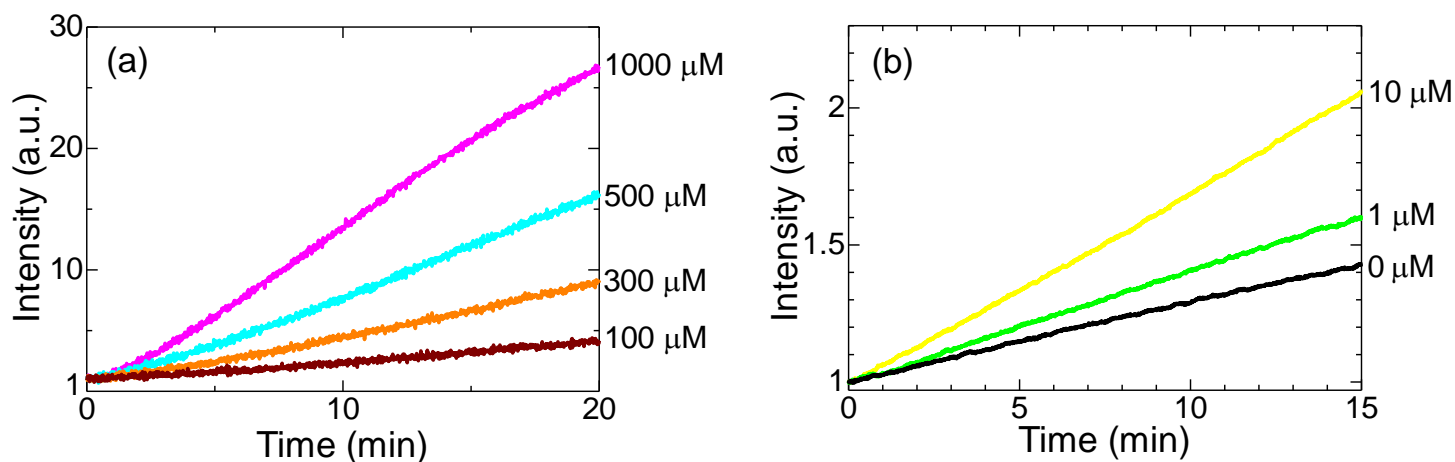 (a)
Intensity (a.u.)
30
20
10
1
0
10
20
Time (min)
1000 μM
500 μM
300 μM
100 μM
(b)
Intensity (a.u.)
2
1.5
1
0
5
10
15
Time (min)
10 μM
1 μM
0 μM